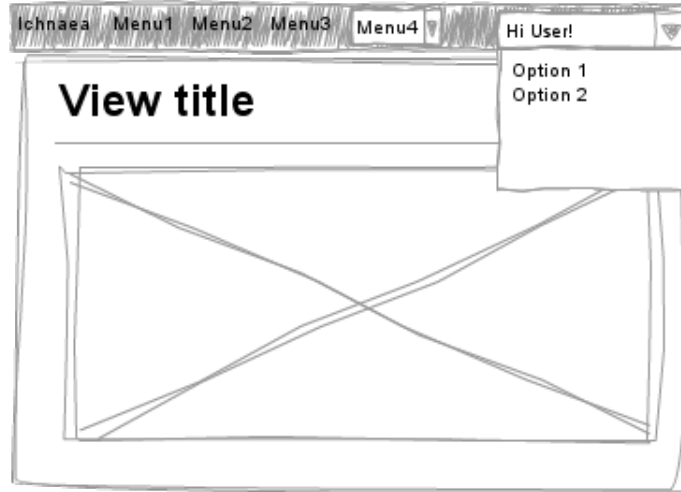 Ichnaea Menu1 Menu2 Menu3 Menu4 Hi User!
Option 1
Option 2
View title